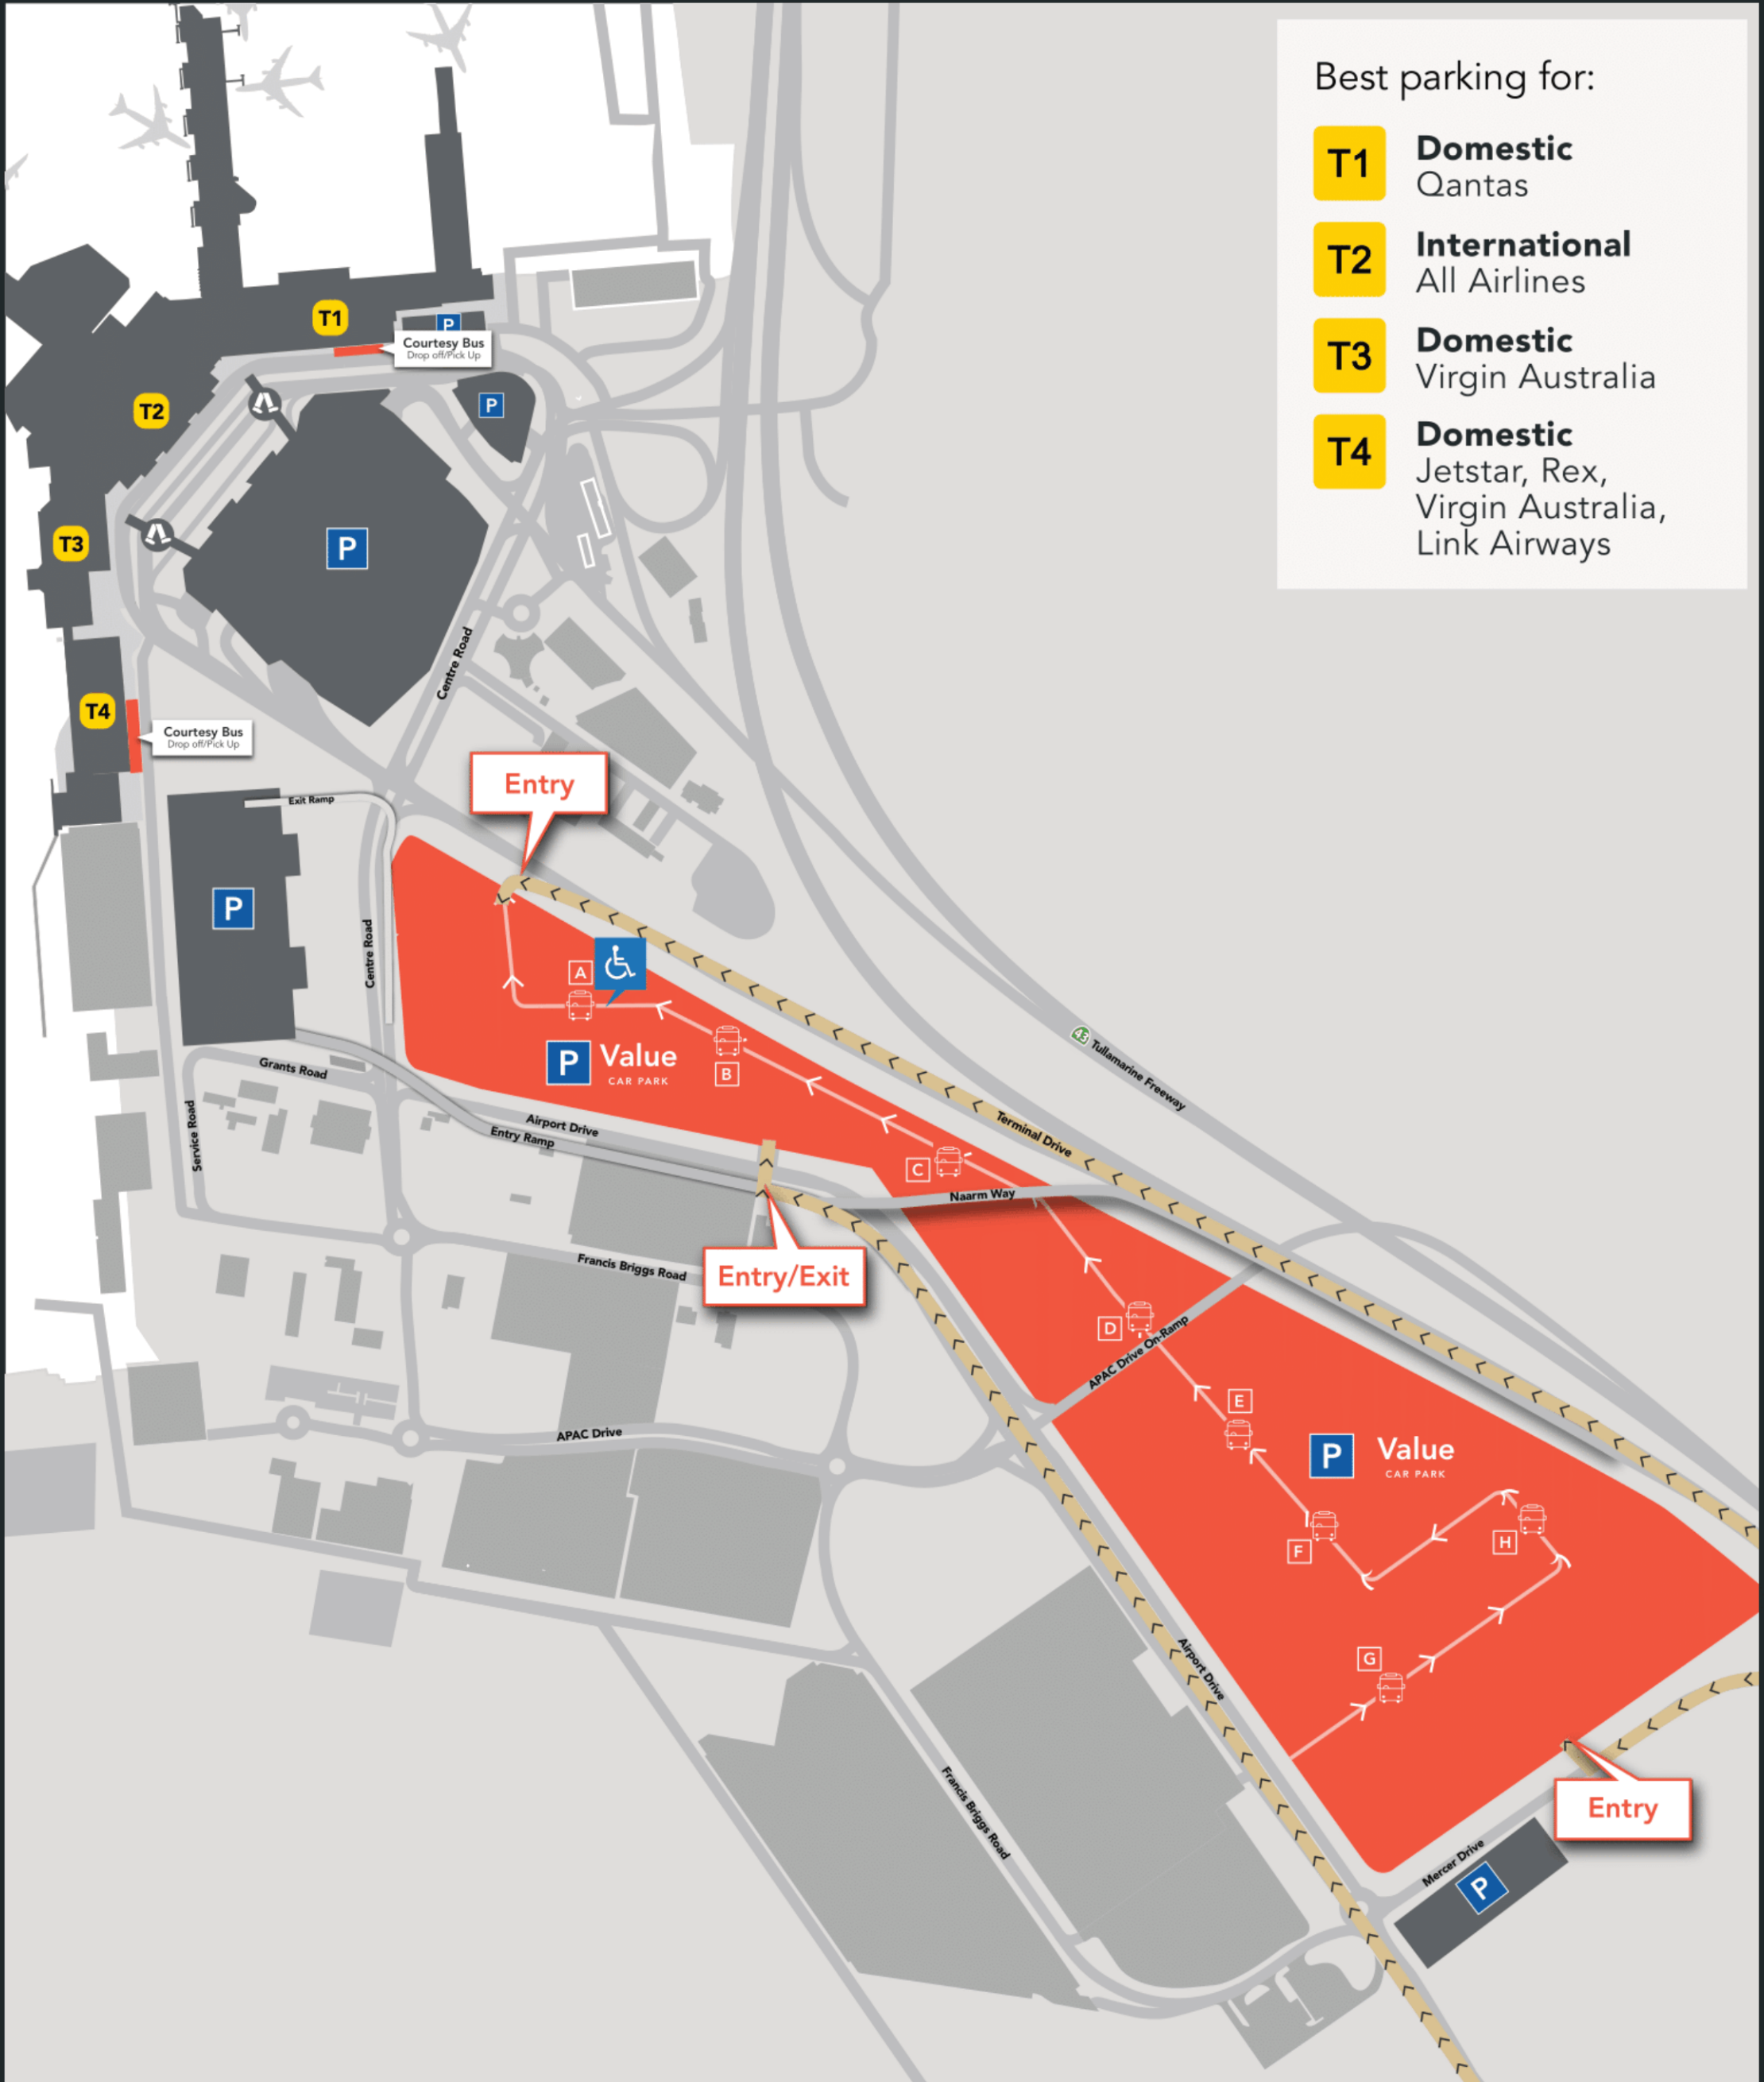 Best parking for:
T1
Domestic
Qantas
T2
International
All Airlines
T3
Domestic
Virgin Australia
T4
Domestic
Jetstar, Rex,
Virgin Australia,
Link Airways
T1
P
Courtesy Bus
Drop off/Pick Up
T2
P
T3
P
Centre Road
T4
Courtesy Bus
Drop off/Pick Up
Entry
Exit Ramp
P
Centre Road
A
P Value
CAR PARK
B
43 Tullamarine Freeway
Grants Road
Service Road
Airport Drive
Entry Ramp
Terminal Drive
C
Naarm Way
Entry/Exit
Francis Briggs Road
D
APAC Drive On-Ramp
E
APAC Drive
P Value
CAR PARK
F
H
G
Airport Drive
Entry
Francis Briggs Road
Mercer Drive
P